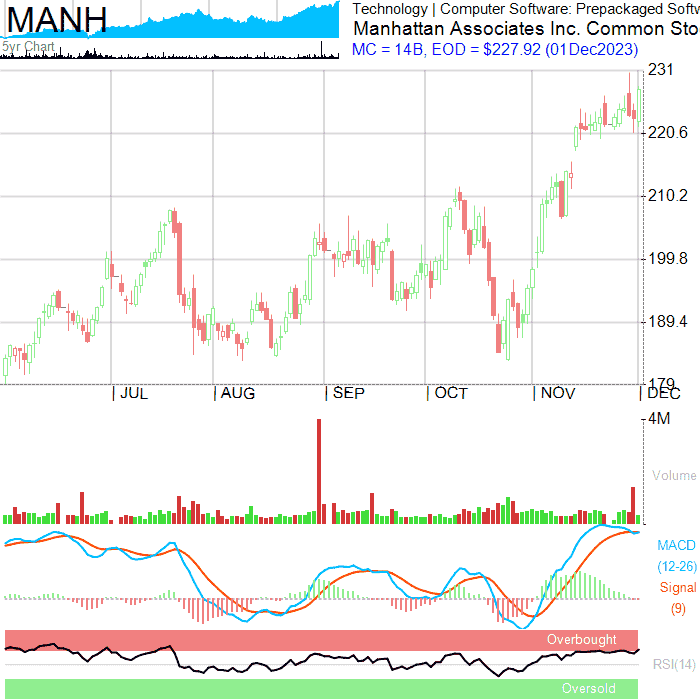 MANH
5yr Chart
Technology | Computer Software: Prepackaged Softw
Manhattan Associates Inc. Common Sto
MC = 14B, EOD = $227.92 (01Dec2023)
231
220.6
210.2
199.8
189.4
179
| JUL | AUG | SEP | OCT | NOV | DEC
4M
Volume
MACD
(12-26)
Signal
(9)
Overbought
RSI(14)
Oversold